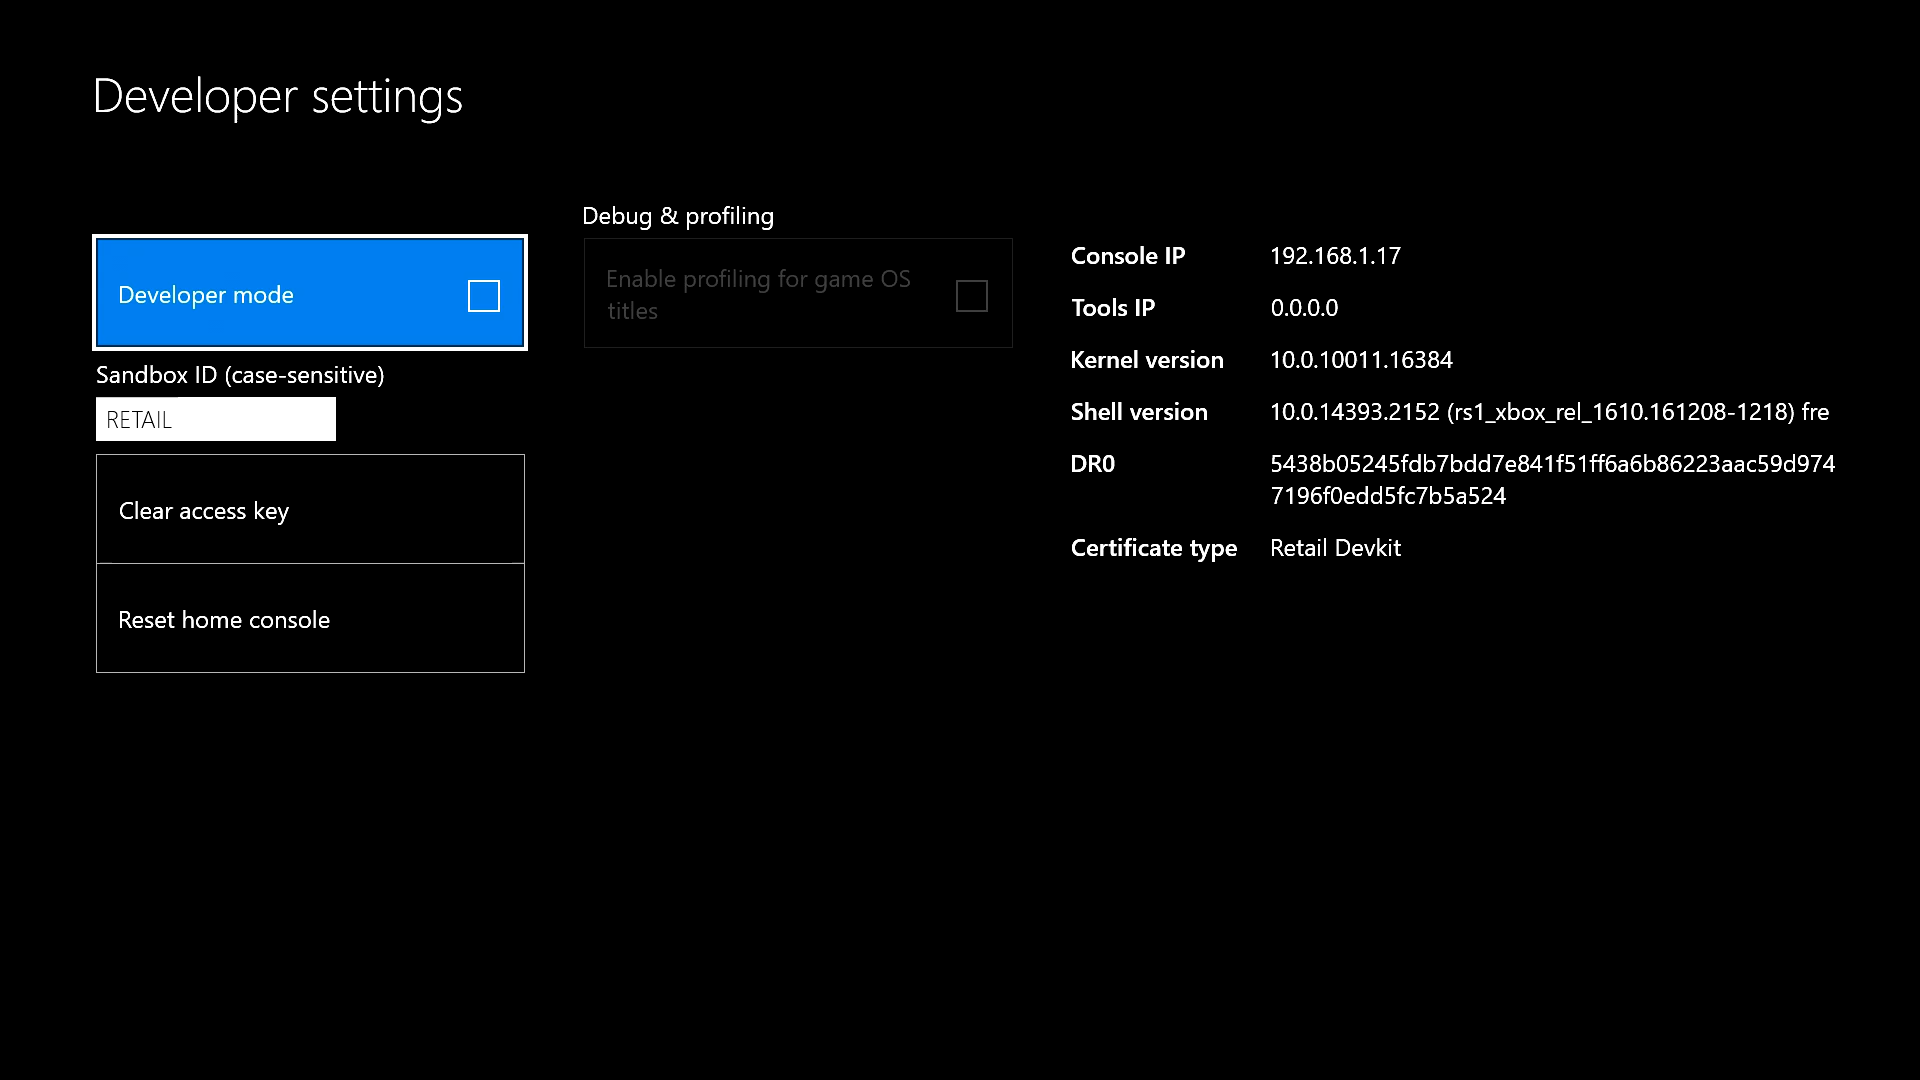 Developer settings
Developer mode
Sandbox ID (case-sensitive)
RETAIL
Clear access key
Reset home console
Debug & profiling
Enable profiling for game OS
titles
Console IP 192.168.1.17
Tools IP 0.0.0.0
Kernel version 10.0.10011.16384
Shell version 10.0.14393.2152 (rs1_xbox_rel_1610.161208-1218) fre
DR0 5438b05245fdb7bdd7e841f51ff6a6b86223aac59d974
7196f0edd5fc7b5a524
Certificate type Retail Devkit